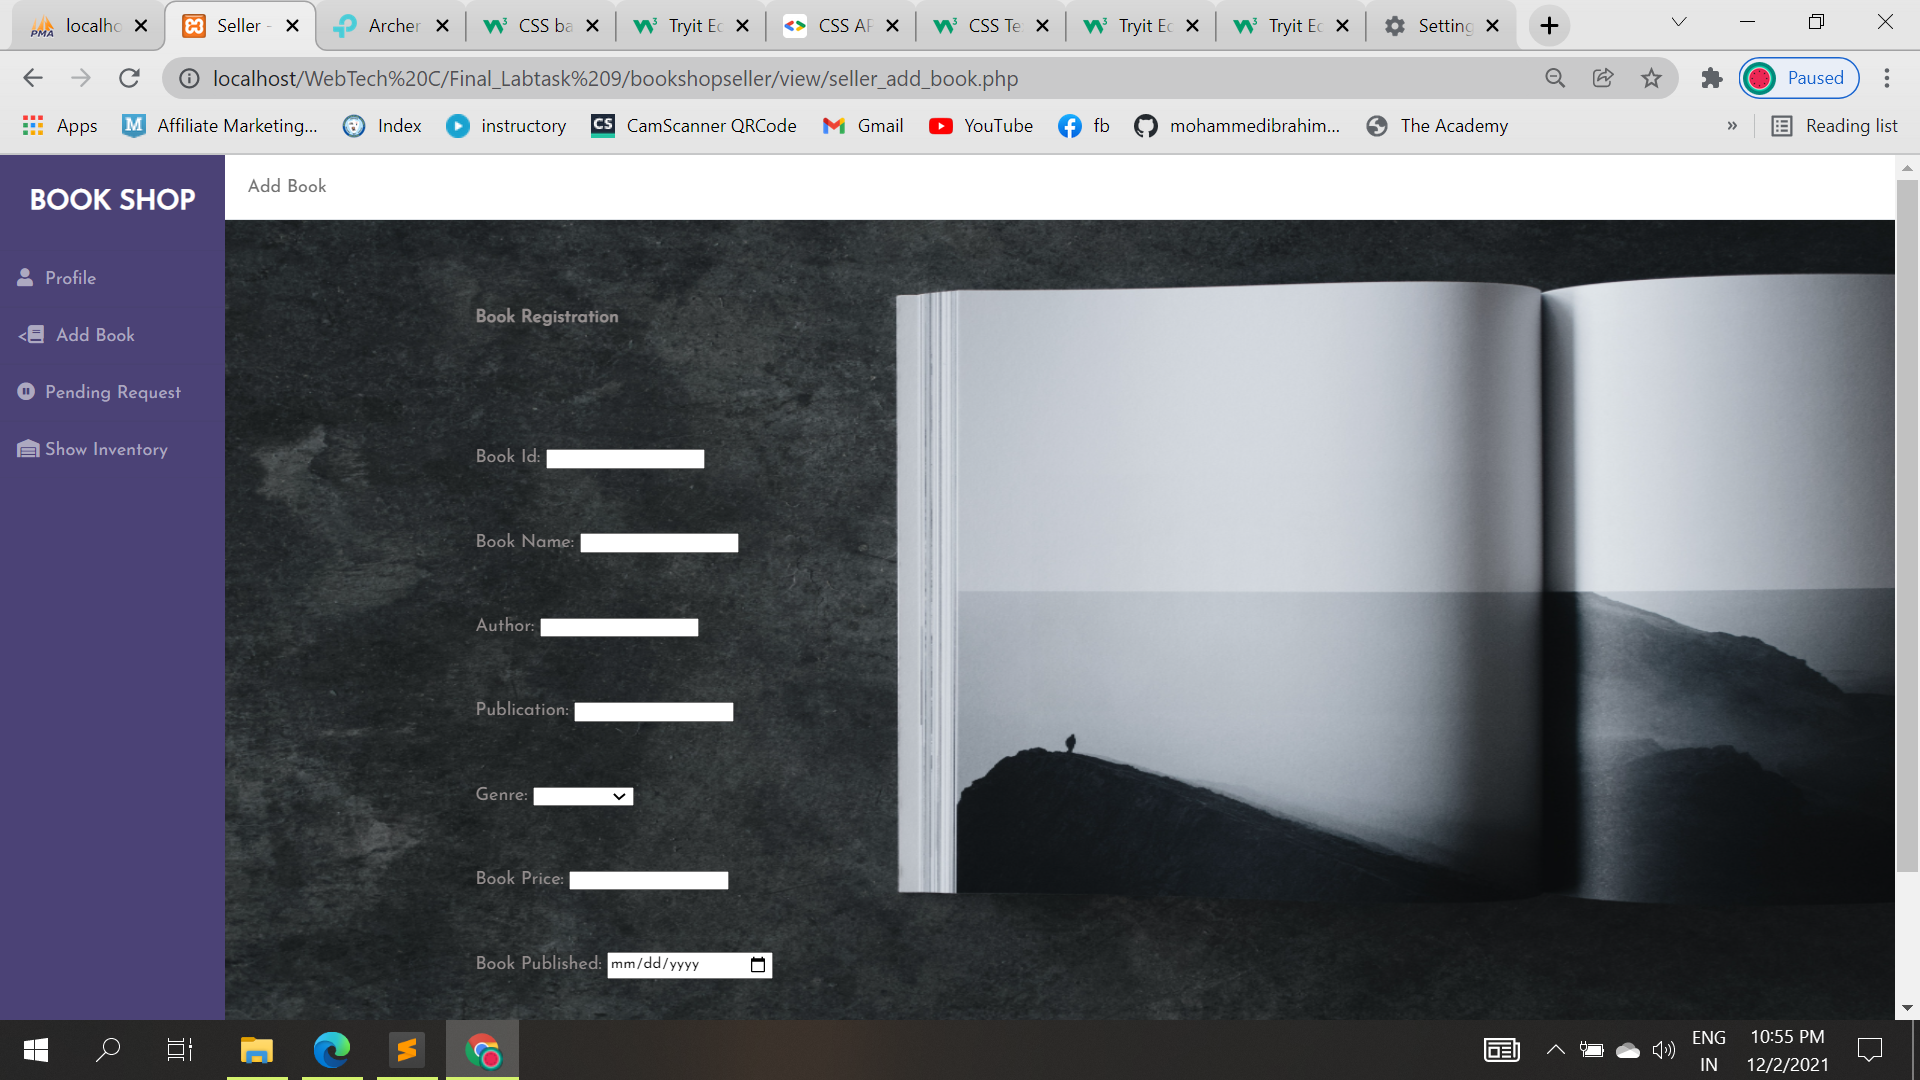 PMA localho
Seller -
Archer
CSS ba
Tryit Ec
CSS AF
CSS Te
Tryit Ec
Tryit Ec
Setting
localhost/WebTech%20C/Final_Labtask%209/bookshopseller/view/seller_add_book.php
Paused
Apps
M Affiliate Marketing...
Index
instructory
CS CamScanner QRCode
Gmail
YouTube
fb
mohammedibrahim...
The Academy
»
Reading list
BOOK SHOP
Profile
< Add Book
Pending Request
Show Inventory
Add Book
Book Registration
Book Id:
Book Name:
Author:
Publication:
Genre:
Book Price:
Book Published: mm/dd/yyyy
ENG
IN
10:55 PM
12/2/2021